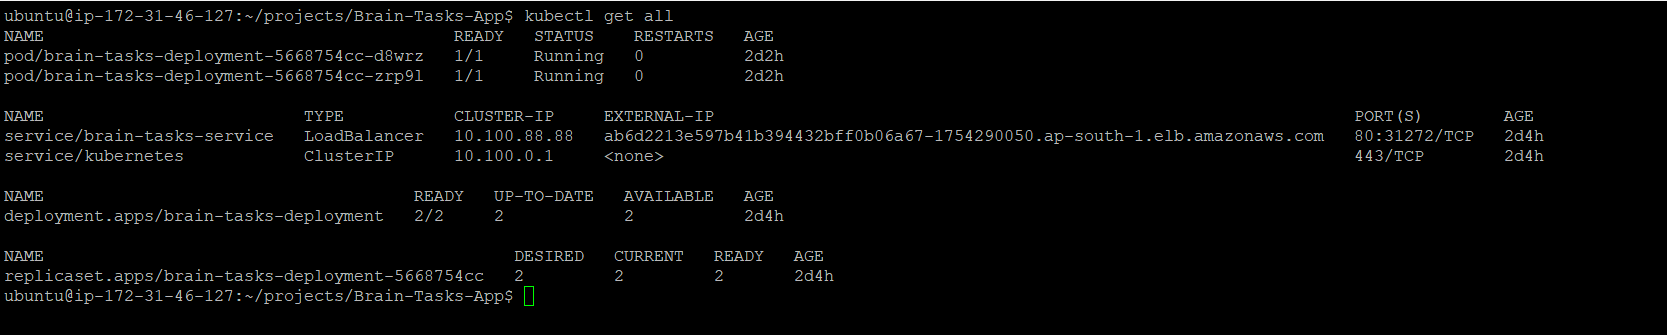 ubuntu@ip-172-31-46-127:~/projects/Brain-Tasks-App$ kubectl get all
NAME READY STATUS RESTARTS AGE
pod/brain-tasks-deployment-5668754cc-d8wrz 1/1 Running 0 2d2h
pod/brain-tasks-deployment-5668754cc-zrp9l 1/1 Running 0 2d2h
NAME TYPE CLUSTER-IP EXTERNAL-IP PORT(S) AGE
service/brain-tasks-service LoadBalancer 10.100.88.88 ab6d2213e597b41b394432bff0b06a67-1754290050.ap-south-1.elb.amazonaws.com 80:31272/TCP 2d4h
service/kubernetes ClusterIP 10.100.0.1 <none> 443/TCP 2d4h
NAME READY UP-TO-DATE AVAILABLE AGE
deployment.apps/brain-tasks-deployment 2/2 2 2 2d4h
NAME DESIRED CURRENT READY AGE
replicaset.apps/brain-tasks-deployment-5668754cc 2 2 2 2d4h
ubuntu@ip-172-31-46-127:~/projects/Brain-Tasks-App$